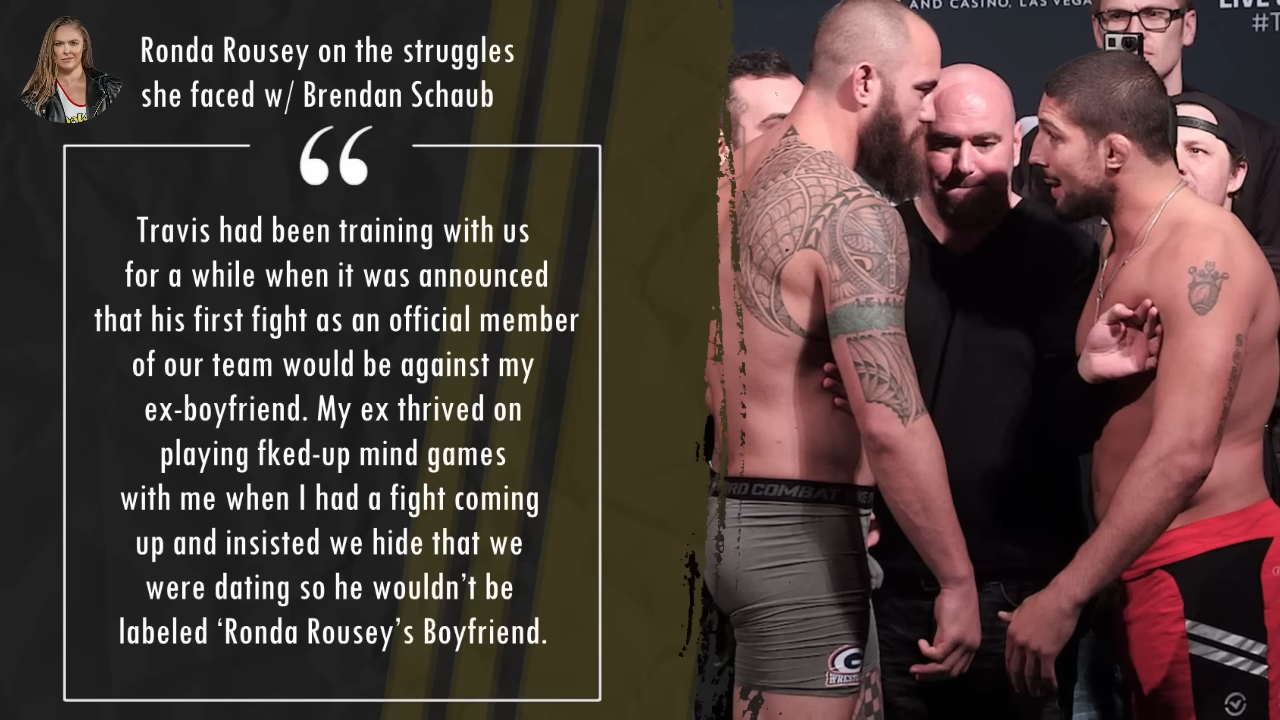 Ronda Rousey on the struggles
she faced w/ Brendan Schaub
“
Travis had been training with us
for a while when it was announced
that his first fight as an official member
of our team would be against my
ex-boyfriend. My ex thrived on
playing fked-up mind games
with me when I had a fight coming
up and insisted we hide that we
were dating so he wouldn’t be
labeled ‘Ronda Rousey’s Boyfriend.
AND CASINO, LAS VEGA
LIVE
#T
COMBAT
G
WREST